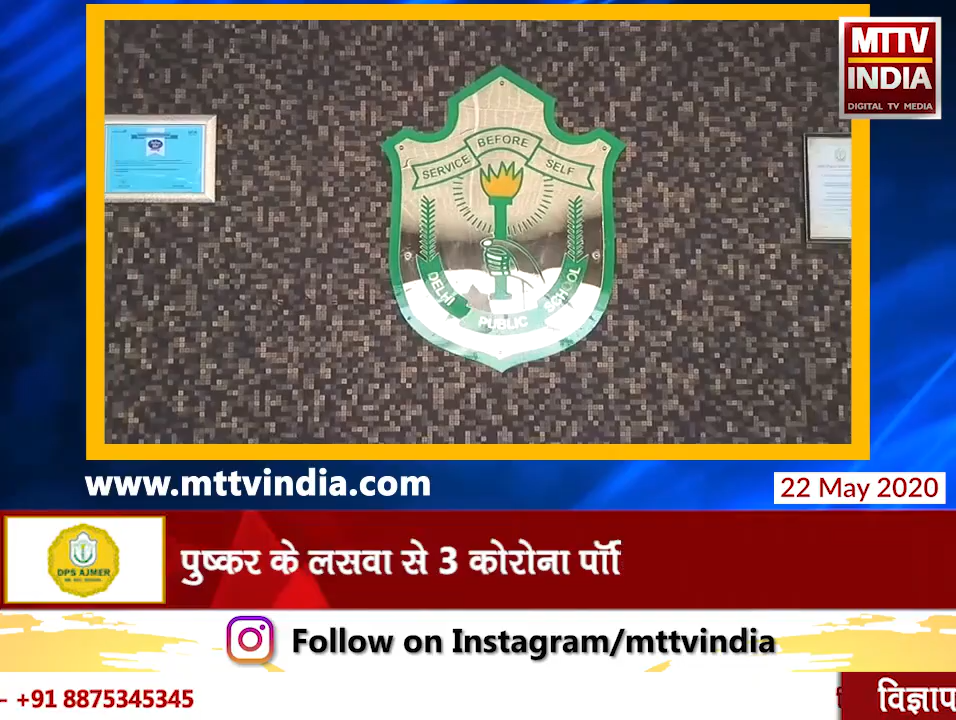 MTTV
INDIA
DIGITAL TV MEDIA
SERVICE BEFORE SELF
DELHI PUBLIC SCHOOL
www.mttvindia.com
22 May 2020
DPS AJMER
पुष्कर के लसवा से 3 कोरोना पॉ
Follow on Instagram/mttvindia
- +91 8875345345
विज्ञाप